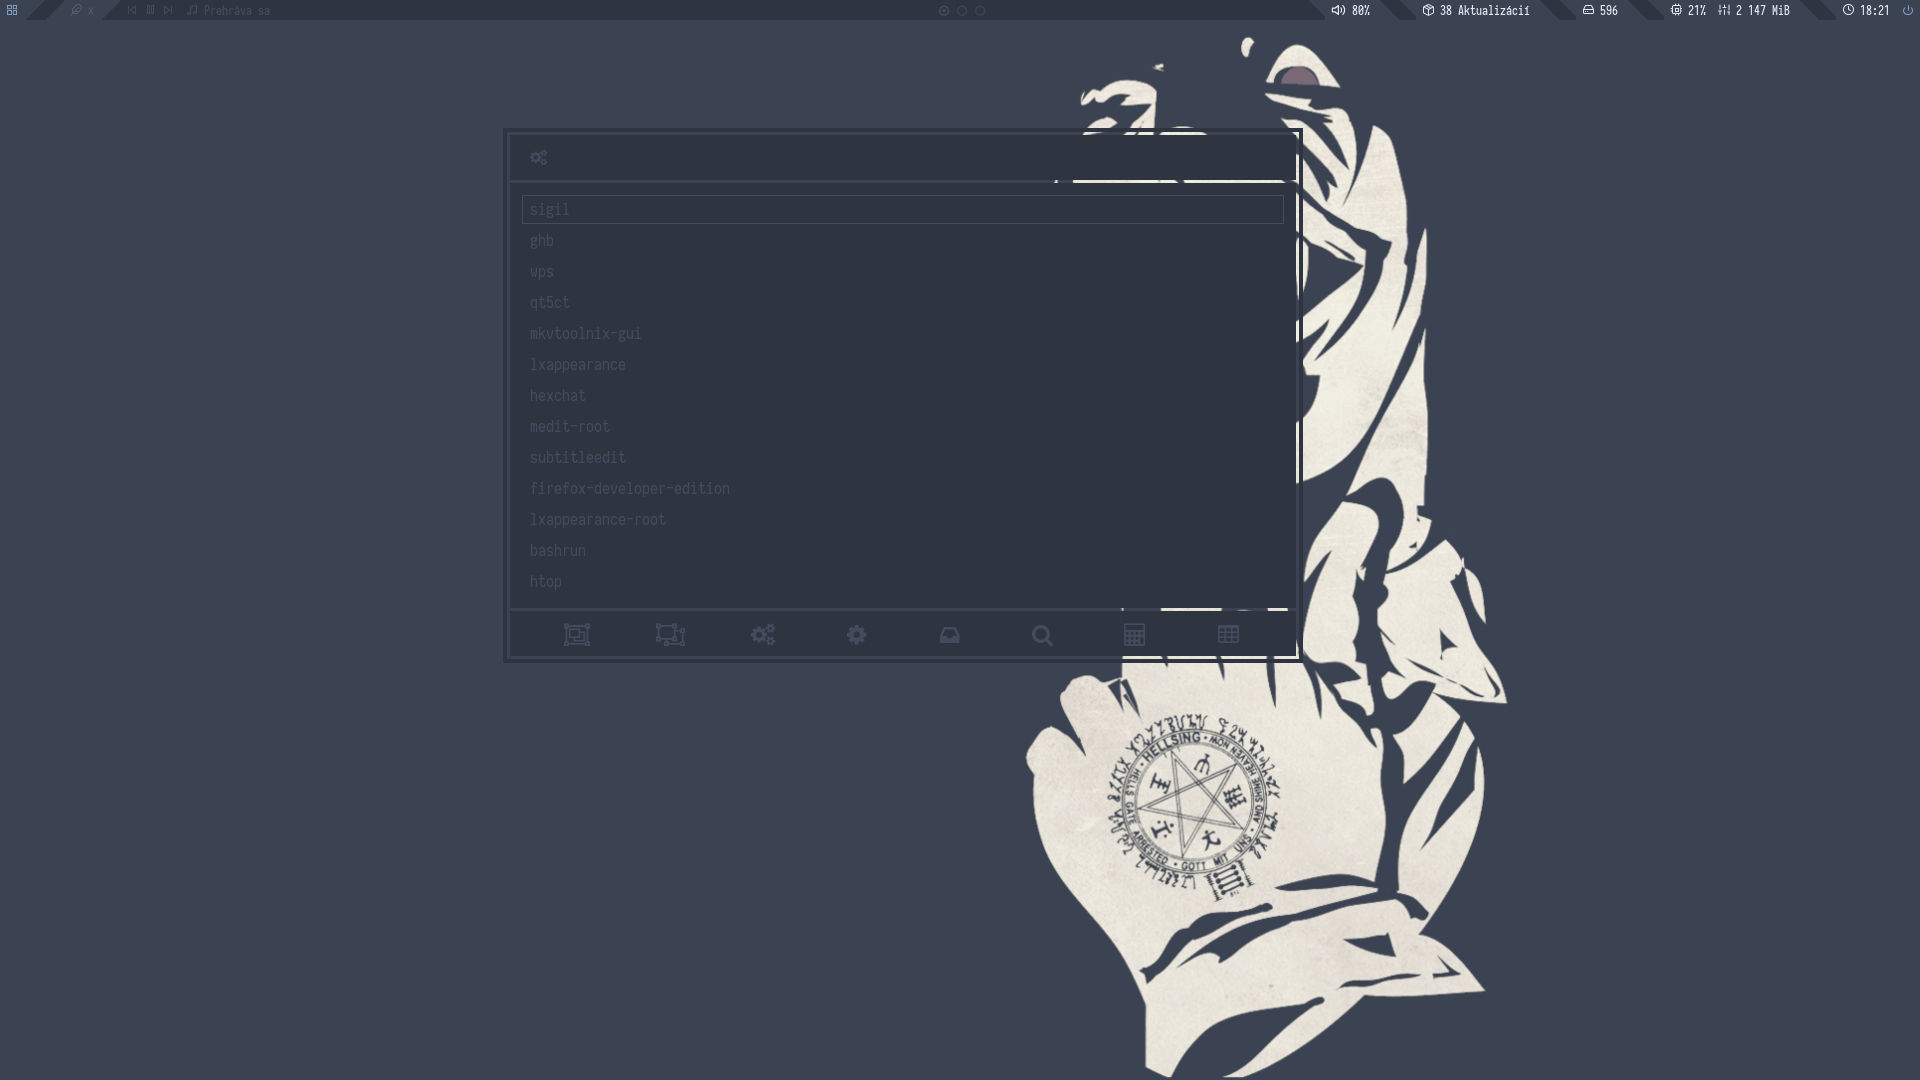 x Prehráva sa 80% 38 Aktualizácií 596 21% 2 147 MiB 18:21
sigil
ghb
wps
qt5ct
mkvtoolnix-gui
lxappearance
hexchat
medit-root
subtitleedit
firefox-developer-edition
lxappearance-root
bashrun
htop
HELLSING • HELLS GATE ARRESTED • GOTT MIT UNS • AND SHINE HEAVEN NOW